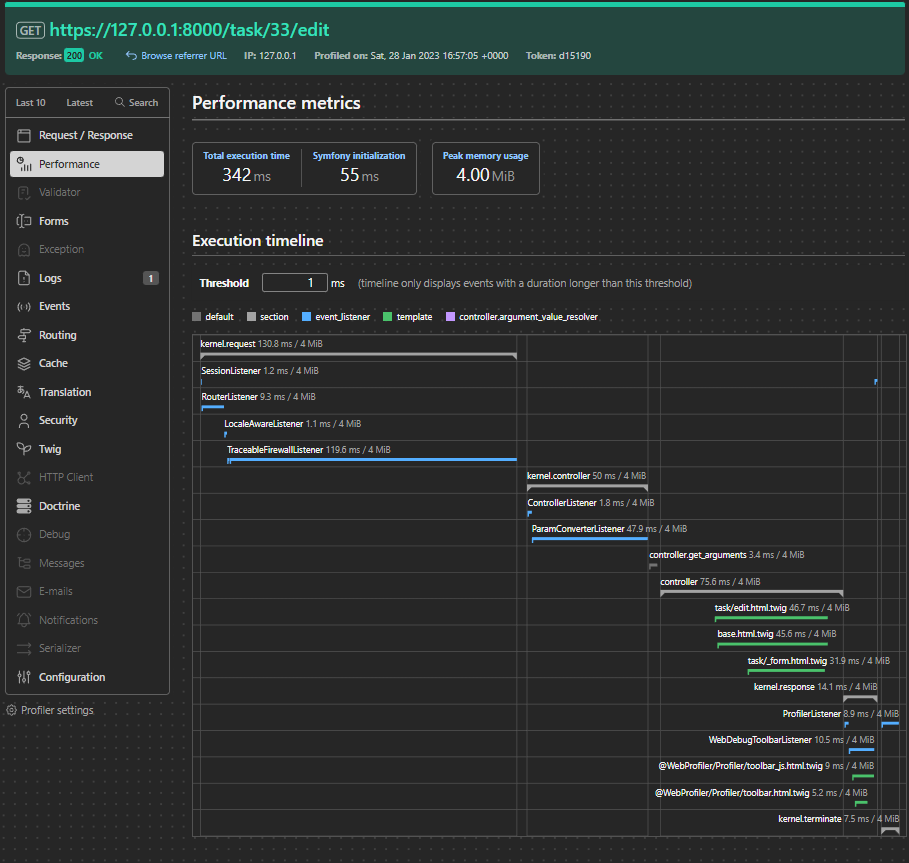 GET https://127.0.0.1:8000/task/33/edit
Response: 200 OK Browse referrer URL IP: 127.0.0.1 Profiled on: Sat, 28 Jan 2023 16:57:05 +0000 Token: d15190
Last 10 Latest Search
Request / Response
Performance
Validator
Forms
Exception
Logs 1
Events
Routing
Cache
Translation
Security
Twig
HTTP Client
Doctrine
Debug
Messages
E-mails
Notifications
Serializer
Configuration
Profiler settings
Performance metrics
Total execution time Symfony initialization Peak memory usage
342 ms 55 ms 4.00 MiB
Execution timeline
Threshold 1 ms (timeline only displays events with a duration longer than this threshold)
default section event_listener template controller.argument_value_resolver
kernel.request 130.8 ms / 4 MiB
SessionListener 1.2 ms / 4 MiB
RouterListener 9.3 ms / 4 MiB
LocaleAwareListener 1.1 ms / 4 MiB
TraceableFirewallListener 119.6 ms / 4 MiB
kernel.controller 50 ms / 4 MiB
ControllerListener 1.8 ms / 4 MiB
ParamConverterListener 47.9 ms / 4 MiB
controller.get_arguments 3.4 ms / 4 MiB
controller 75.6 ms / 4 MiB
task/edit.html.twig 46.7 ms / 4 MiB
base.html.twig 45.6 ms / 4 MiB
task/_form.html.twig 31.9 ms / 4 MiB
kernel.response 14.1 ms / 4 MiB
ProfilerListener 8.9 ms / 4 MiB
WebDebugToolbarListener 10.5 ms / 4 MiB
@WebProfiler/Profiler/toolbar_js.html.twig 9 ms / 4 MiB
@WebProfiler/Profiler/toolbar.html.twig 5.2 ms / 4 MiB
kernel.terminate 7.5 ms / 4 MiB